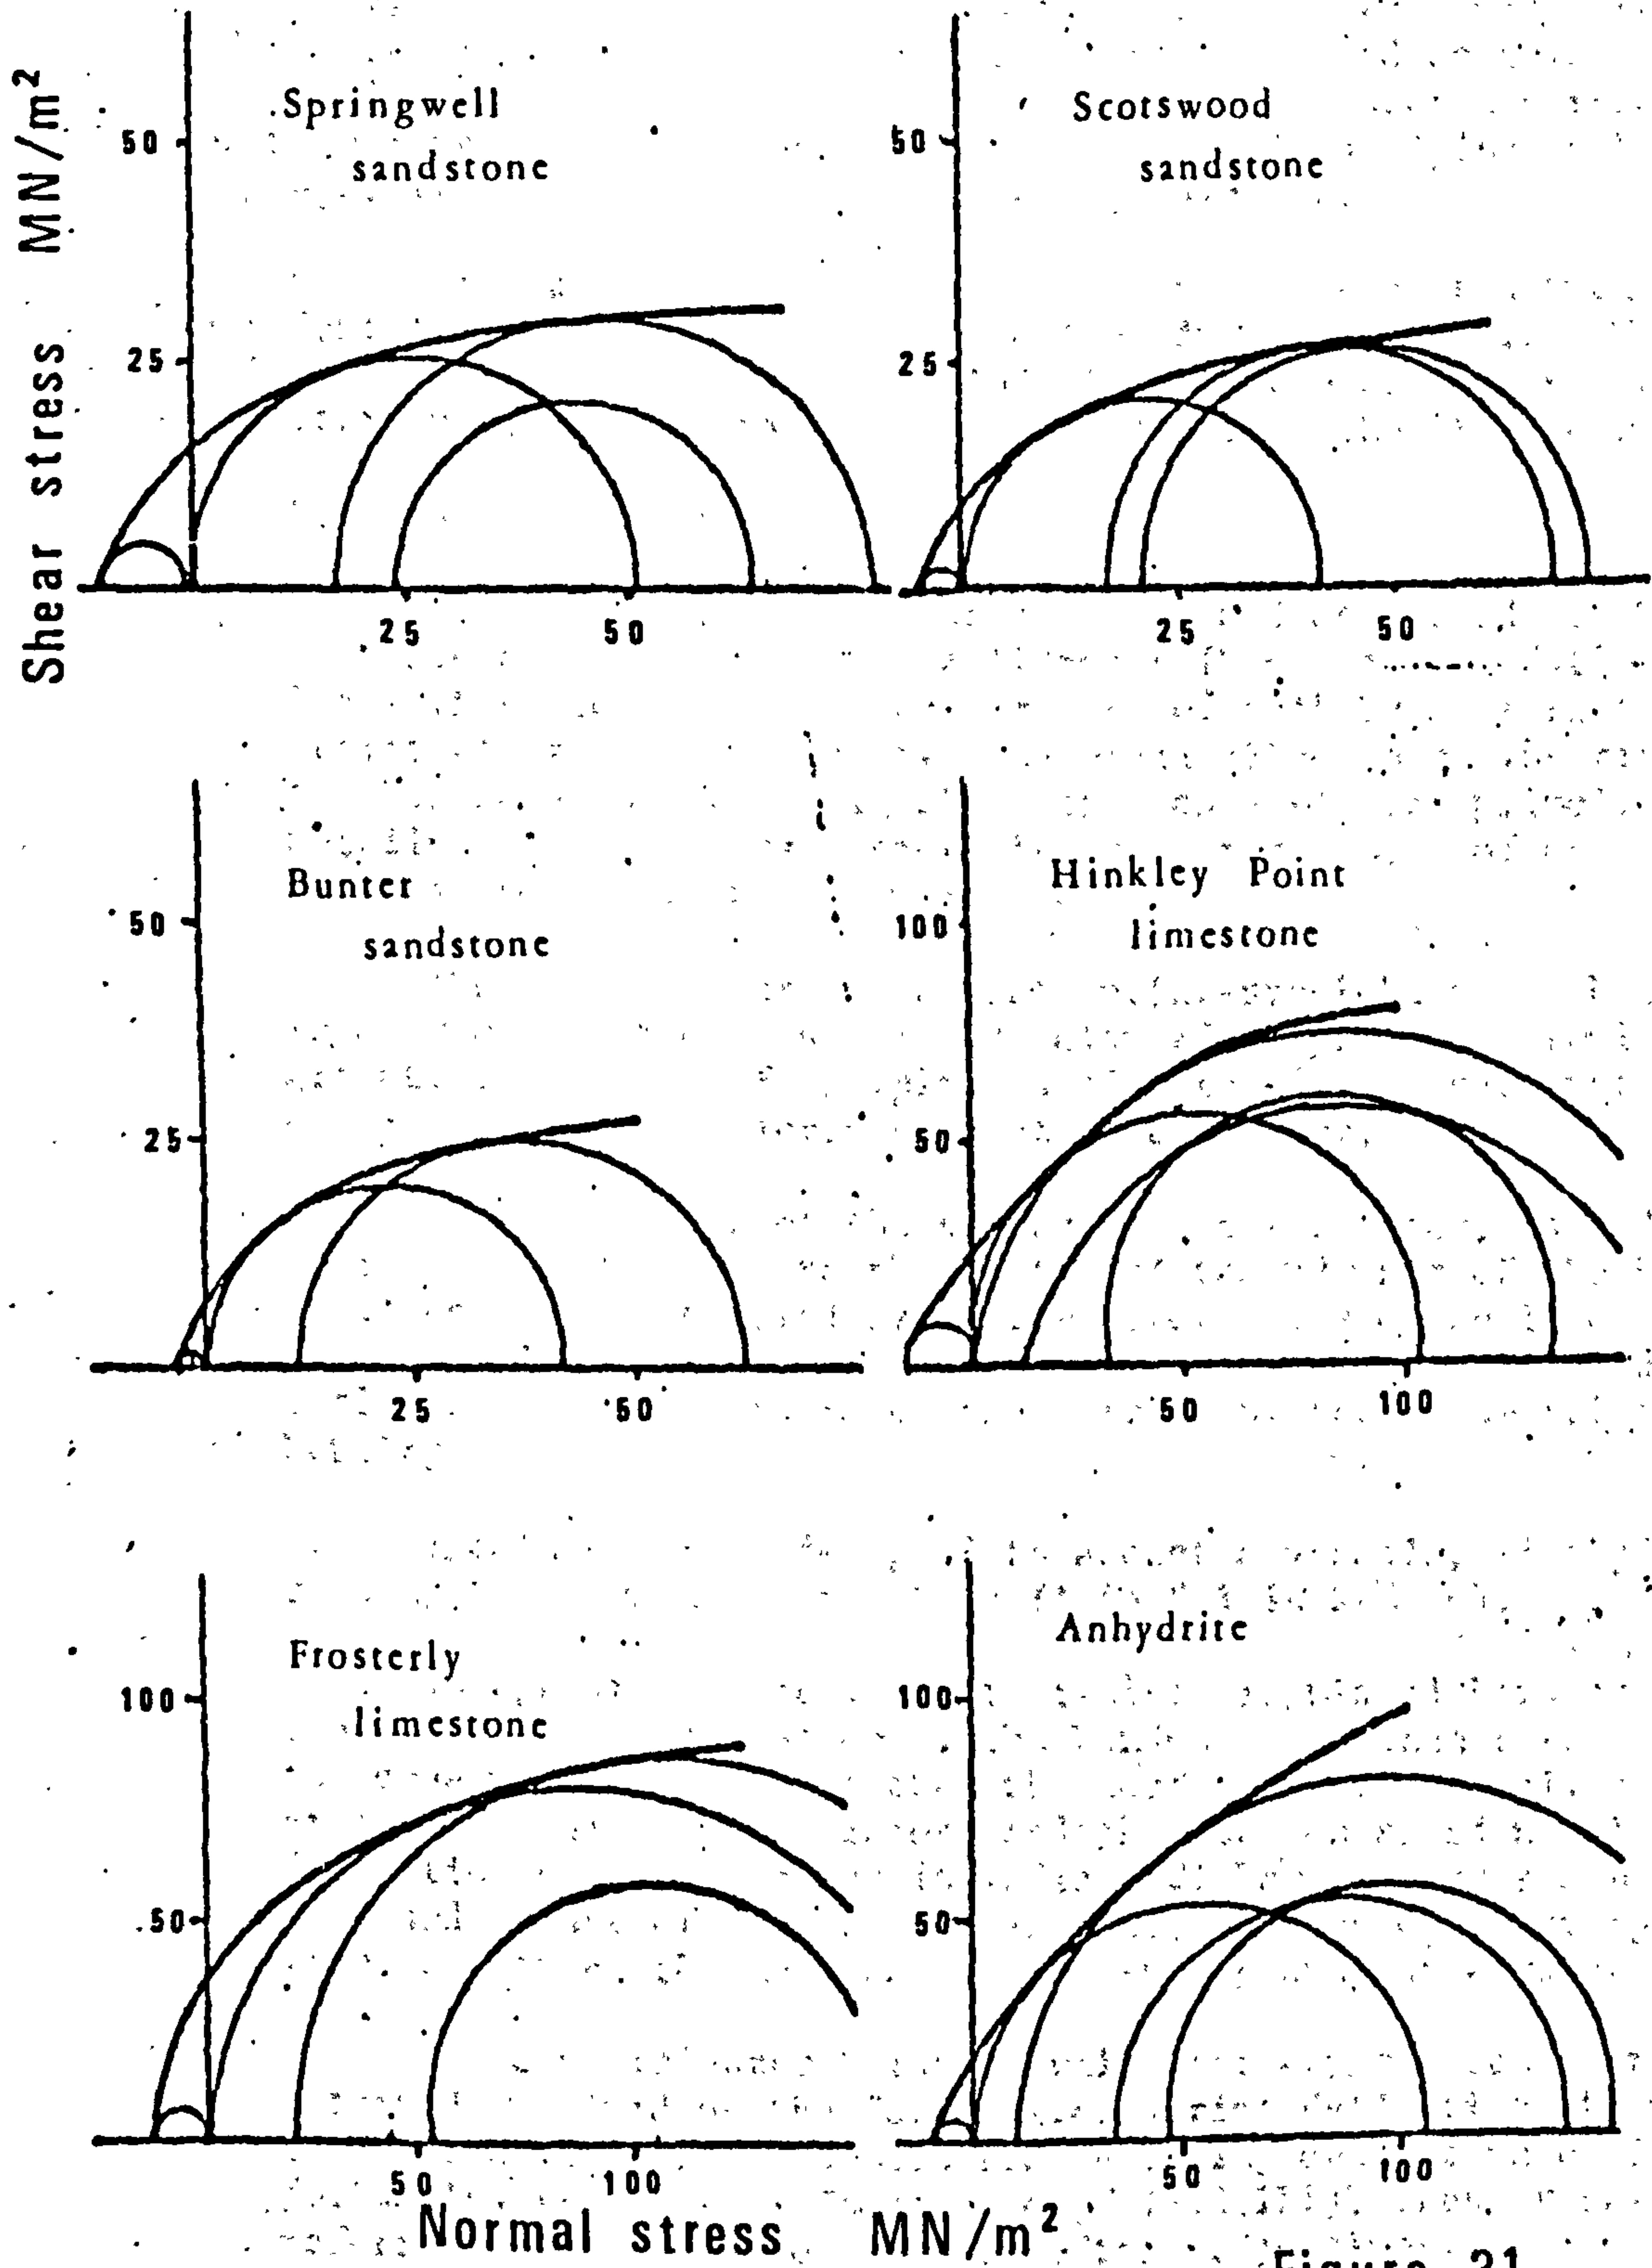 Shear stress MN/m²
Springwell
sandstone
50
25
25 50
Scotswood
sandstone
50
25
25 50
Bunter
sandstone
50
25
25 50
Hinkley Point
limestone
100
50
50 100
Frosterly
limestone
100
50
50 100
Anhydrite
100
50
50 100
Normal stress MN/m²
Figure 21